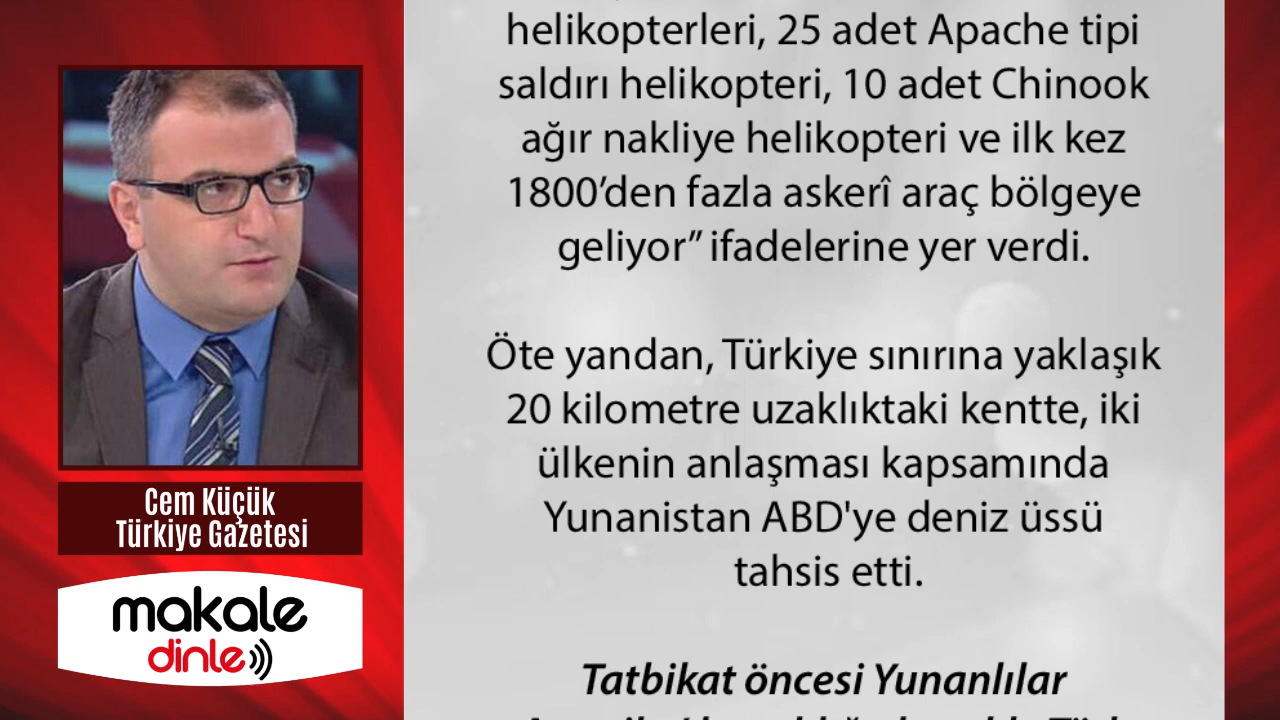 helikopterleri, 25 adet Apache tipi
saldırı helikopteri, 10 adet Chinook
ağır nakliye helikopteri ve ilk kez
1800’den fazla askerî araç bölgeye
geliyor” ifadelerine yer verdi.
Öte yandan, Türkiye sınırına yaklaşık
20 kilometre uzaklıktaki kentte, iki
ülkenin anlaşması kapsamında
Yunanistan ABD'ye deniz üssü
tahsis etti.
Tatbikat öncesi Yunanlılar
Cem Küçük
Türkiye Gazetesi
makale
dinle